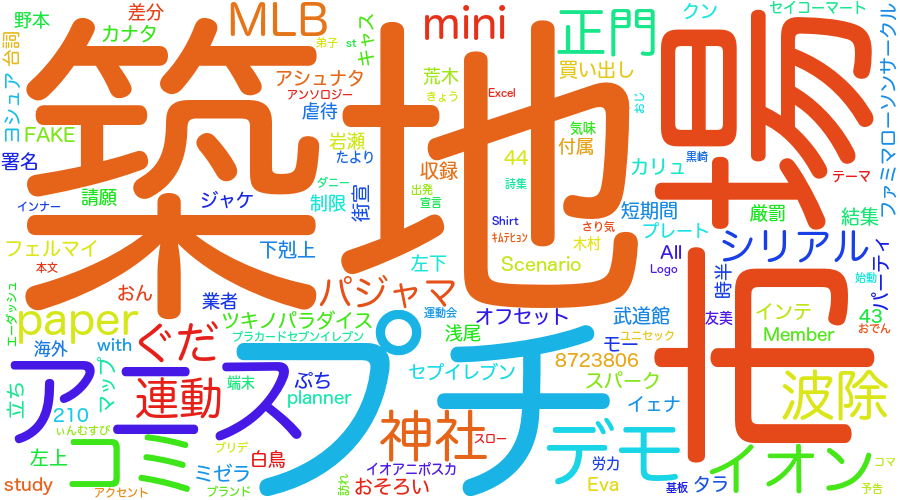 野本
差分
カナタ
台詞
ヨシュア
FAKE
署名
インナー
請願
フェルマイ
本文
エーダッシュ
築地
MLB
弟子
st
キャス
アシュナタ
アンソロジー
虐待
岩瀬
たより
ダニー
制限
街宣
ジャケ
下剋上
おん
業者
mini
荒木
きょう
Excel
収録
出発
宣言
44
詩集
Shirt
キムテヒョン
さり気
木村
気味
付属
正門
買い出し
おじ
カリュ
短期間
プレート
左下
Scenario
市場
クン
セイコーマート
ファミマローソンサークル
黒崎
テーマ
厳罰
結集
シリアル
All
Logo
時半
パーティ
始動
友美
インテ
43
Member
おでん
paper
海外
with
ぐだ
パジャマ
運動会
ツキノパラダイス
プラカードセブンイレブン
オフセット
浅尾
武道館
モー
ユニセック
8723806
セブイレブン
スパーク
イェナ
プチ
アニス
立ち
マップ
連動
端末
ぷち
planner
210
いんむすび
コミ
左上
study
アクセント
ミゼラ
プリデ
ブランド
白鳥
訪れ
神社
スロー
イオアニポスカ
おそろい
デモ
労力
Eva
基板
タラ
波除
イオン
コマ
予告